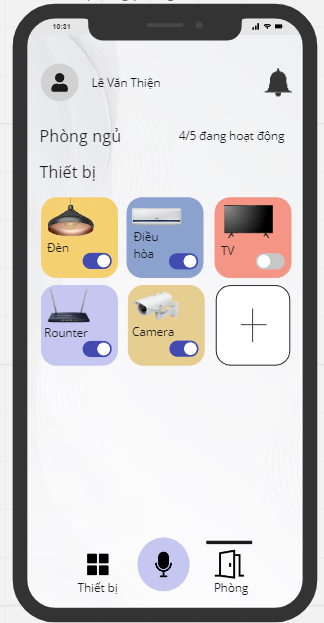 10:31
Lê Văn Thiện
Phòng ngủ
4/5 đang hoạt động
Thiết bị
Đèn
Điều
hòa
TV
Rounter
Camera
Thiết bị
Phòng